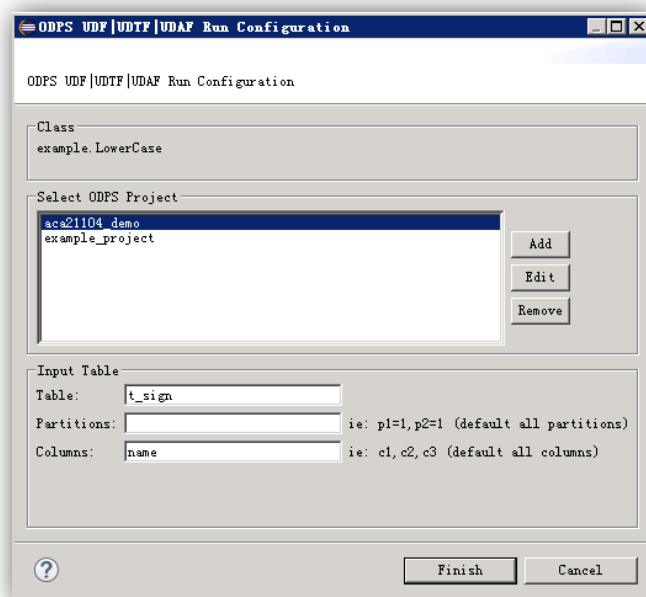 ODPS UDF|UDTF|UDAF Run Configuration
ODPS UDF|UDTF|UDAF Run Configuration
Class
example.LowerCase
Select ODPS Project
aca21104_demo
example_project
Add
Edit
Remove
Input Table
Table: t_sign
Partitions: ie: p1=1,p2=1 (default all partitions)
Columns: name ie: c1,c2,c3 (default all columns)
? Finish Cancel